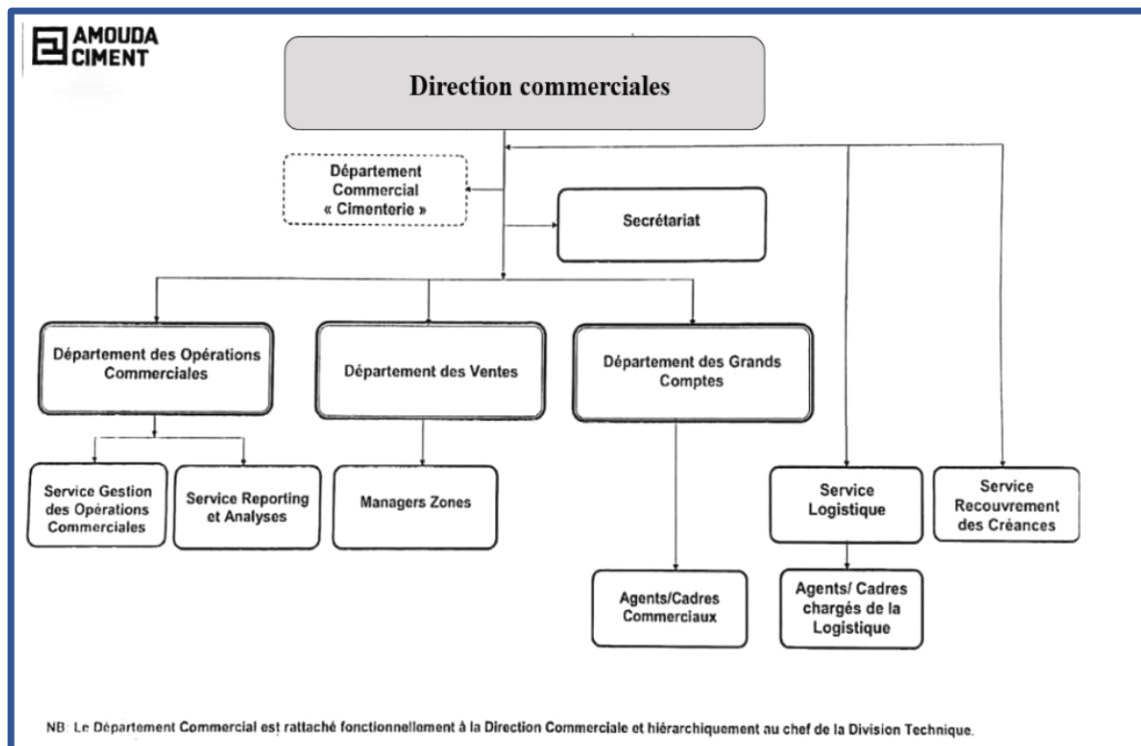 AMOUDA
CIMENT
Direction commerciales
Département
Commercial
« Cimenterie »
Secrétariat
Département des Opérations
Commerciales
Département des Ventes
Département des Grands
Comptes
Service Gestion
des Opérations
Commerciales
Service Reporting
et Analyses
Managers Zones
Service
Logistique
Service
Recouvrement
des Créances
Agents/Cadres
Commerciaux
Agents/ Cadres
chargés de la
Logistique
NB: Le Département Commercial est rattaché fonctionnellement à la Direction Commerciale et hiérarchiquement au chef de la Division Technique.